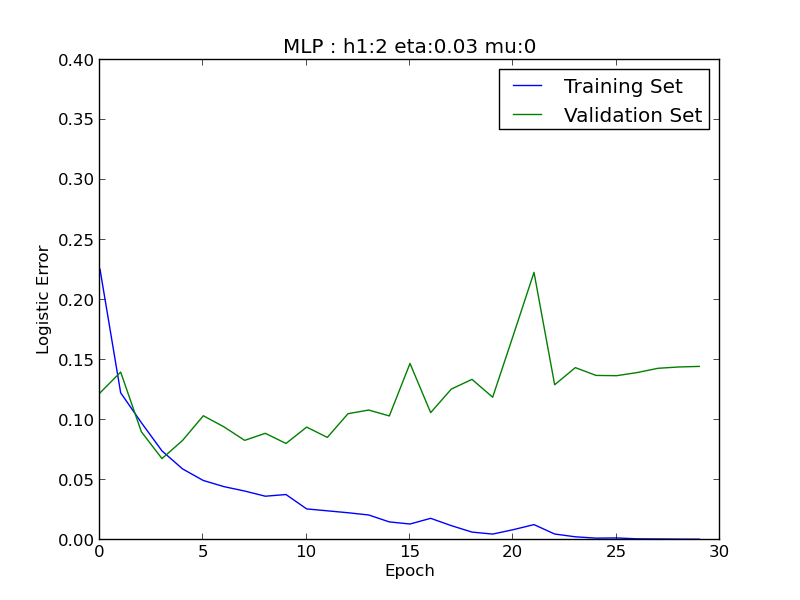 MLP : h1:2 eta:0.03 mu:0
Training Set
Validation Set
0.40
0.35
0.30
0.25
0.20
0.15
0.10
0.05
0.00
Logistic Error
0 5 10 15 20 25 30
Epoch